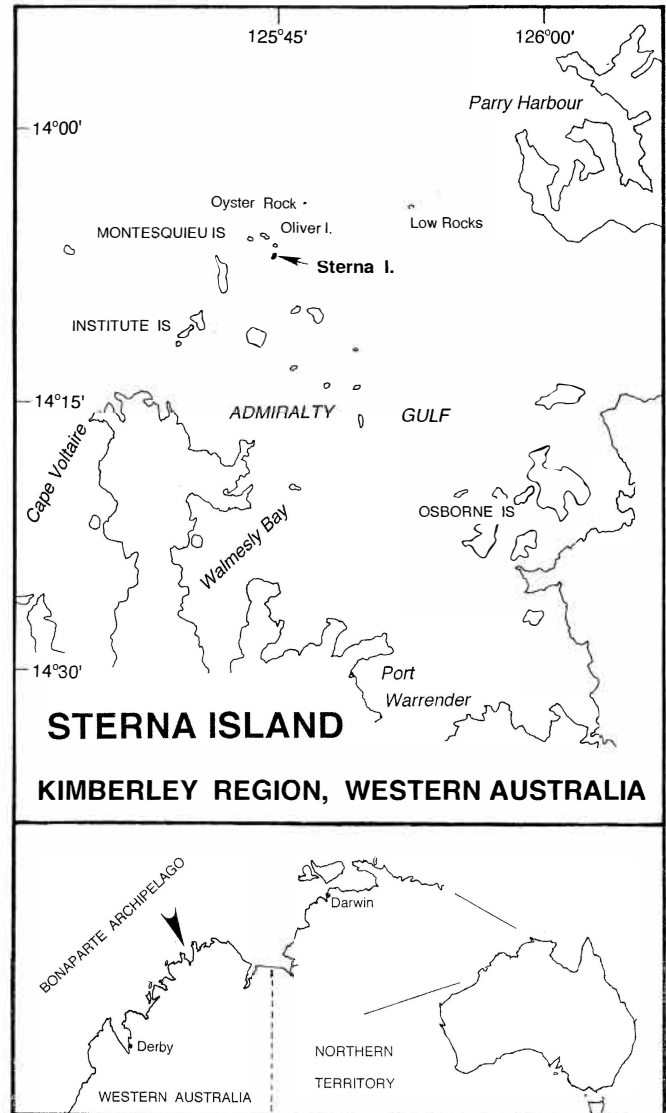 125°45'
126°00'
Parry Harbour
14°00'
Oyster Rock
Low Rocks
Oliver I.
MONTESQUIEU IS
Sterna I.
INSTITUTE IS
14°15'
ADMIRALTY GULF
Cape Voltaire
Walmesly Bay
OSBORNE IS
14°30'
Port
Warrender
STERNA ISLAND
KIMBERLEY REGION, WESTERN AUSTRALIA
BONAPARTE ARCHIPELAGO
Darwin
Derby
NORTHERN
TERRITORY
WESTERN AUSTRALIA